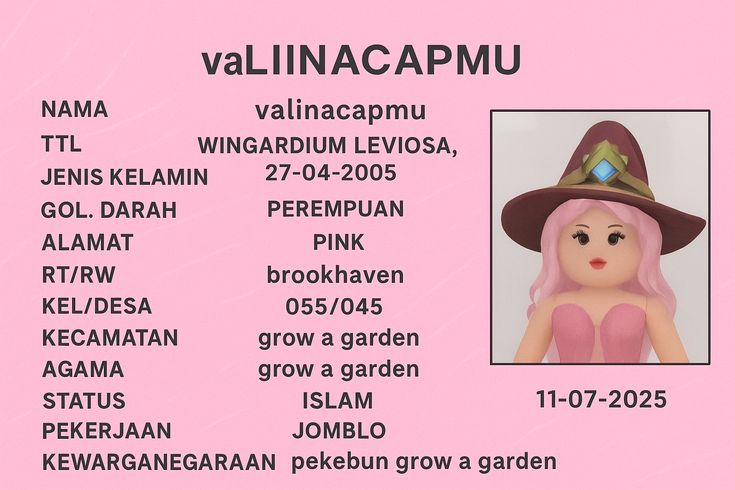 vaLIINACAPMU
NAMA valinacapmu
TTL WINGARDIUM LEVIOSA,
JENIS KELAMIN 27-04-2005
GOL. DARAH PEREMPUAN
ALAMAT PINK
RT/RW brookhaven
KEL/DESA 055/045
KECAMATAN grow a garden
AGAMA grow a garden
STATUS ISLAM
PEKERJAAN JOMBLO
KEWARGANEGARAAN pekebun grow a garden
11-07-2025